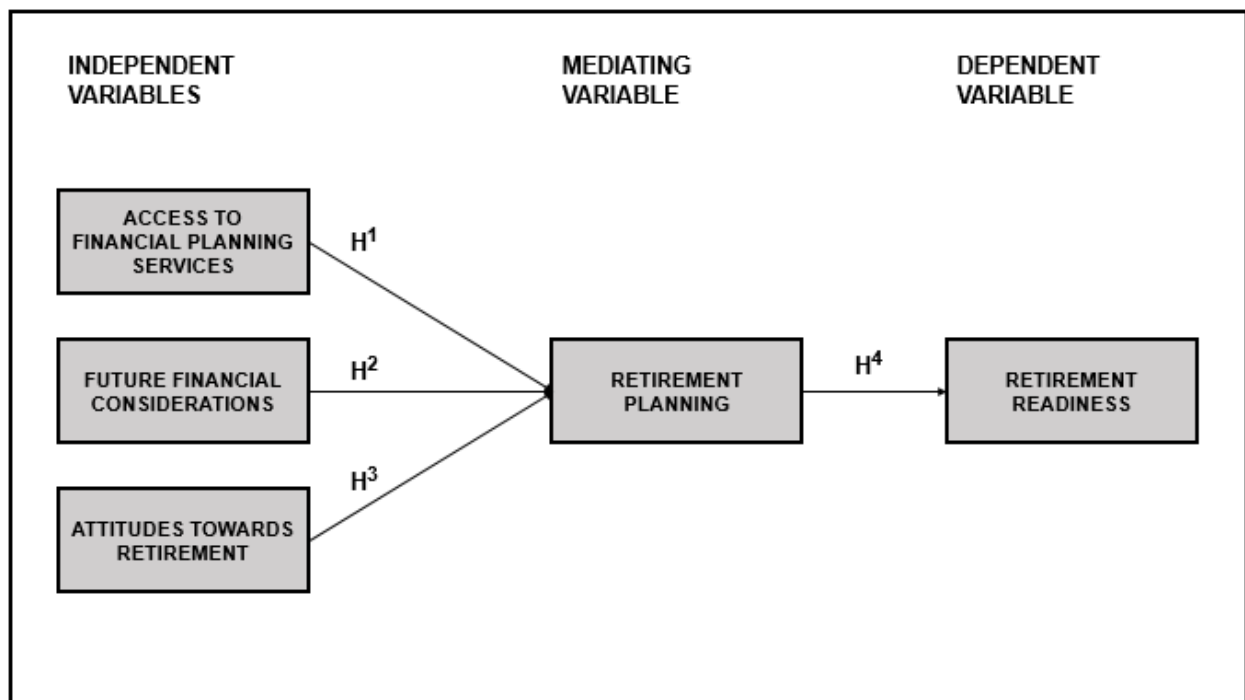 INDEPENDENT
VARIABLES
MEDIATING
VARIABLE
DEPENDENT
VARIABLE
ACCESS TO
FINANCIAL PLANNING
SERVICES
H¹
FUTURE FINANCIAL
CONSIDERATIONS
H²
ATTITUDES TOWARDS
RETIREMENT
H³
RETIREMENT
PLANNING
H⁴
RETIREMENT
READINESS